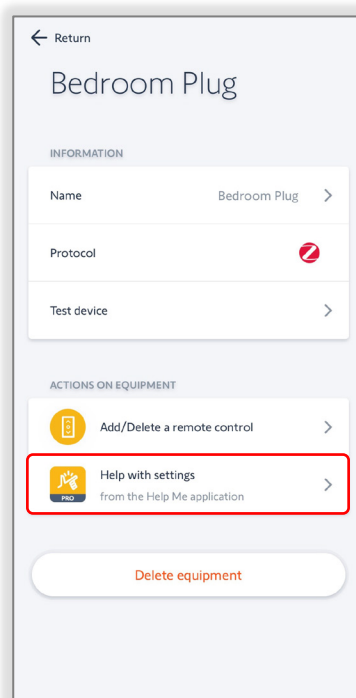 Return
Bedroom Plug
INFORMATION
Name
Bedroom Plug
Protocol
Test device
ACTIONS ON EQUIPMENT
Add/Delete a remote control
Help with settings
from the Help Me application
PRO
Delete equipment